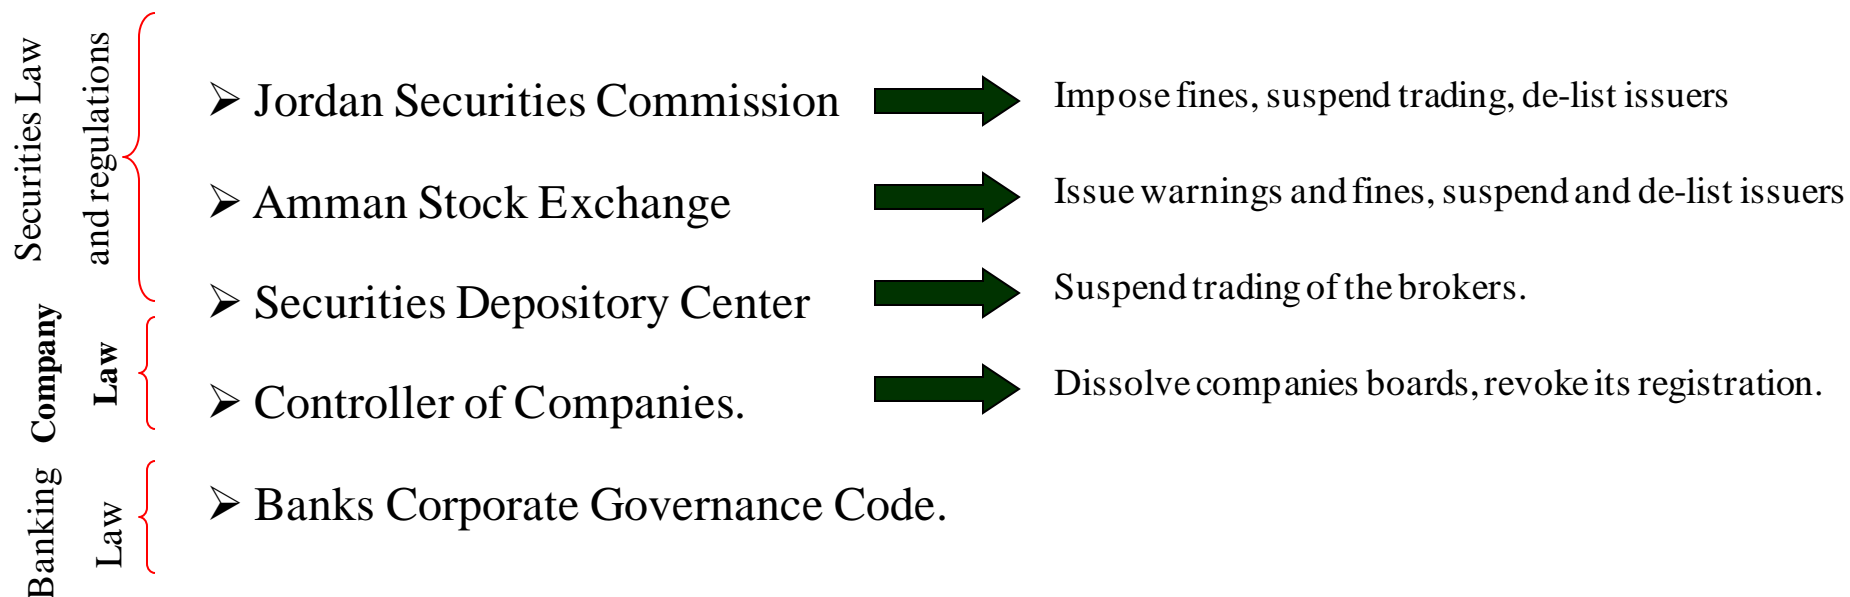 Securities Law
and regulations
➢ Jordan Securities Commission
Impose fines, suspend trading, de-list issuers
➢ Amman Stock Exchange
Issue warnings and fines, suspend and de-list issuers
➢ Securities Depository Center
Suspend trading of the brokers.
Company
Law
➢ Controller of Companies.
Dissolve companies boards, revoke its registration.
Banking
Law
➢ Banks Corporate Governance Code.